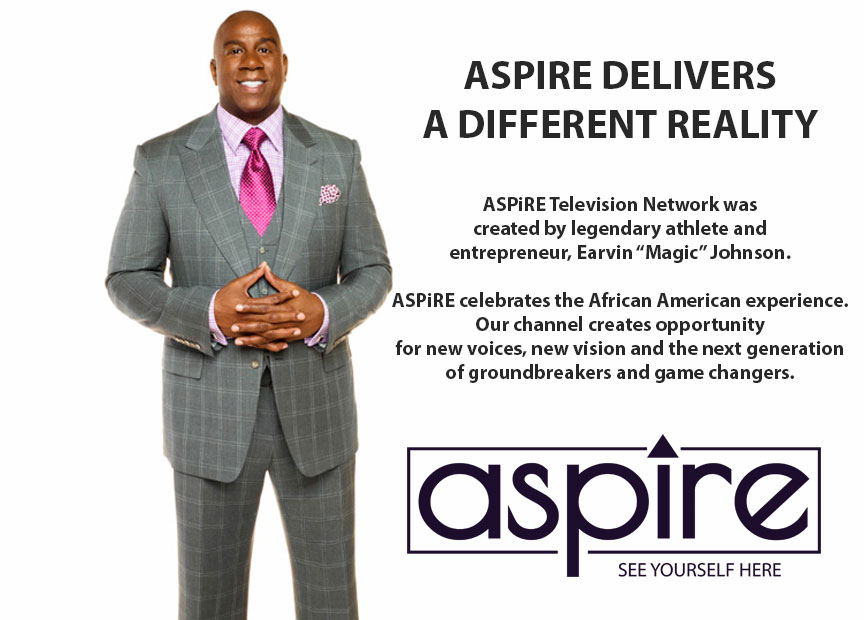 ASPIRE DELIVERS
A DIFFERENT REALITY
ASPiRE Television Network was
created by legendary athlete and
entrepreneur, Earvin “Magic” Johnson.
ASPiRE celebrates the African American experience.
Our channel creates opportunity
for new voices, new vision and the next generation
of groundbreakers and game changers.
aspire
SEE YOURSELF HERE